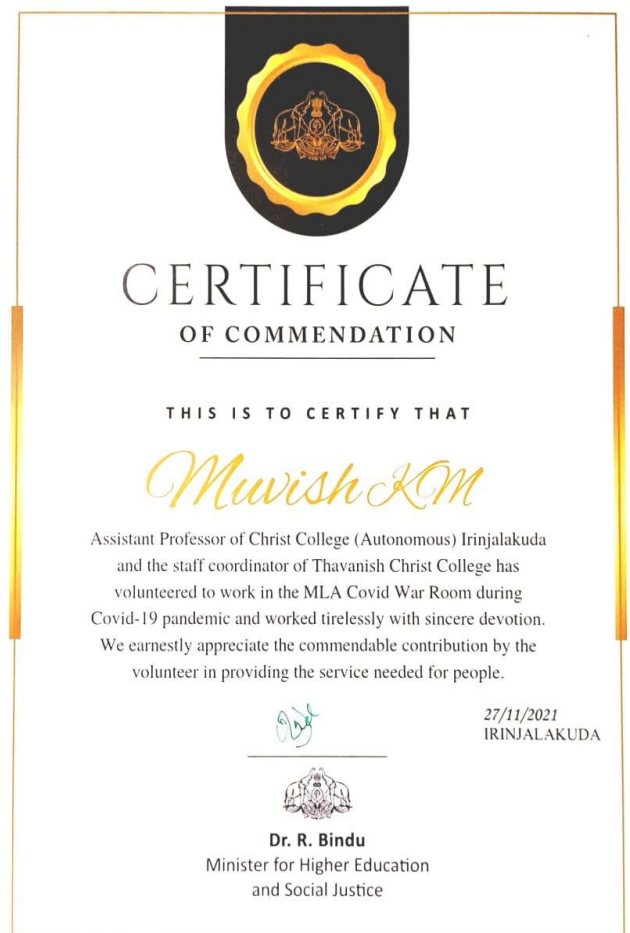 CERTIFICATE
OF COMMENDATION
THIS IS TO CERTIFY THAT
Muvish KM
Assistant Professor of Christ College (Autonomous) Irinjalakuda
and the staff coordinator of Thavanish Christ College has
volunteered to work in the MLA Covid War Room during
Covid-19 pandemic and worked tirelessly with sincere devotion.
We earnestly appreciate the commendable contribution by the
volunteer in providing the service needed for people.
27/11/2021
IRINJALAKUDA
Dr. R. Bindu
Minister for Higher Education
and Social Justice